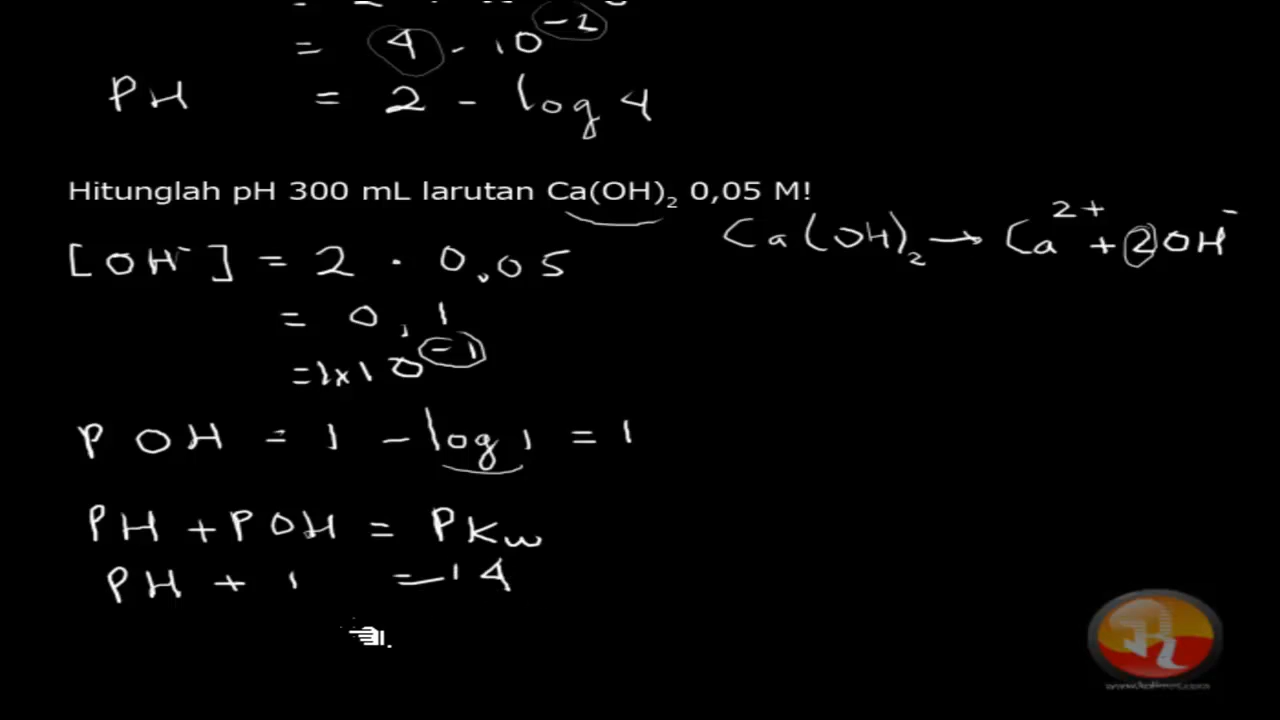 = 4 - 10⁻²
PH = 2 - log 4
Hitunglah pH 300 mL larutan Ca(OH)₂ 0,05 M!
Ca(OH)₂ → Ca²⁺ + 2OH⁻
[OH⁻] = 2 . 0,05
= 0,1
= 1x10⁻¹
POH = 1 - log 1 = 1
PH + POH = PKw
PH + 1 = 14